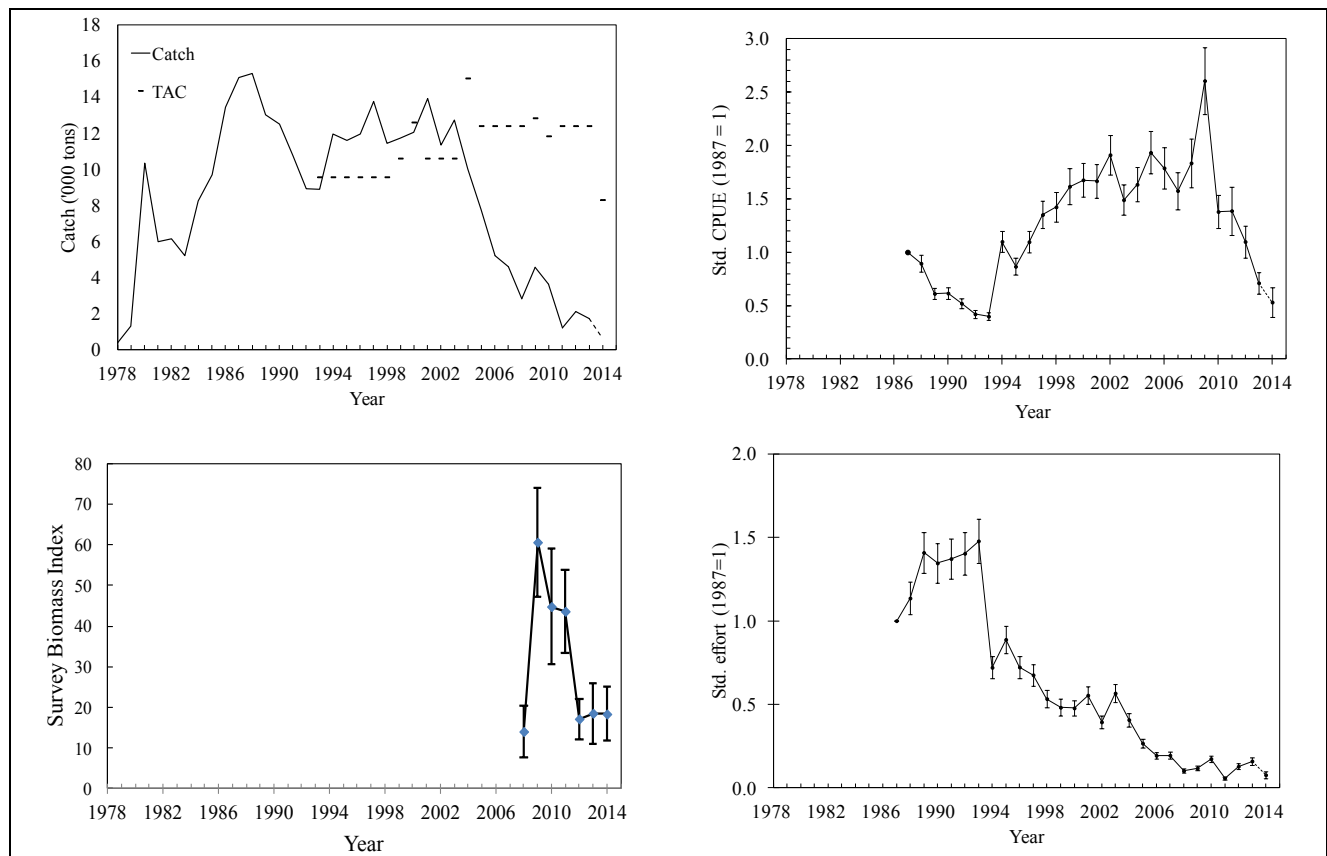 18
16
14
12
10
8
6
4
2
0
Catch ('000 tons)
Catch
TAC
1978 1982 1986 1990 1994 1998 2002 2006 2010 2014
Year
3.0
2.5
2.0
1.5
1.0
0.5
0.0
Std. CPUE (1987 = 1)
1978 1982 1986 1990 1994 1998 2002 2006 2010 2014
Year
80
70
60
50
40
30
20
10
0
Survey Biomass Index
1978 1982 1986 1990 1994 1998 2002 2006 2010 2014
Year
2.0
1.5
1.0
0.5
0.0
Std. effort (1987=1)
1978 1982 1986 1990 1994 1998 2002 2006 2010 2014
Year